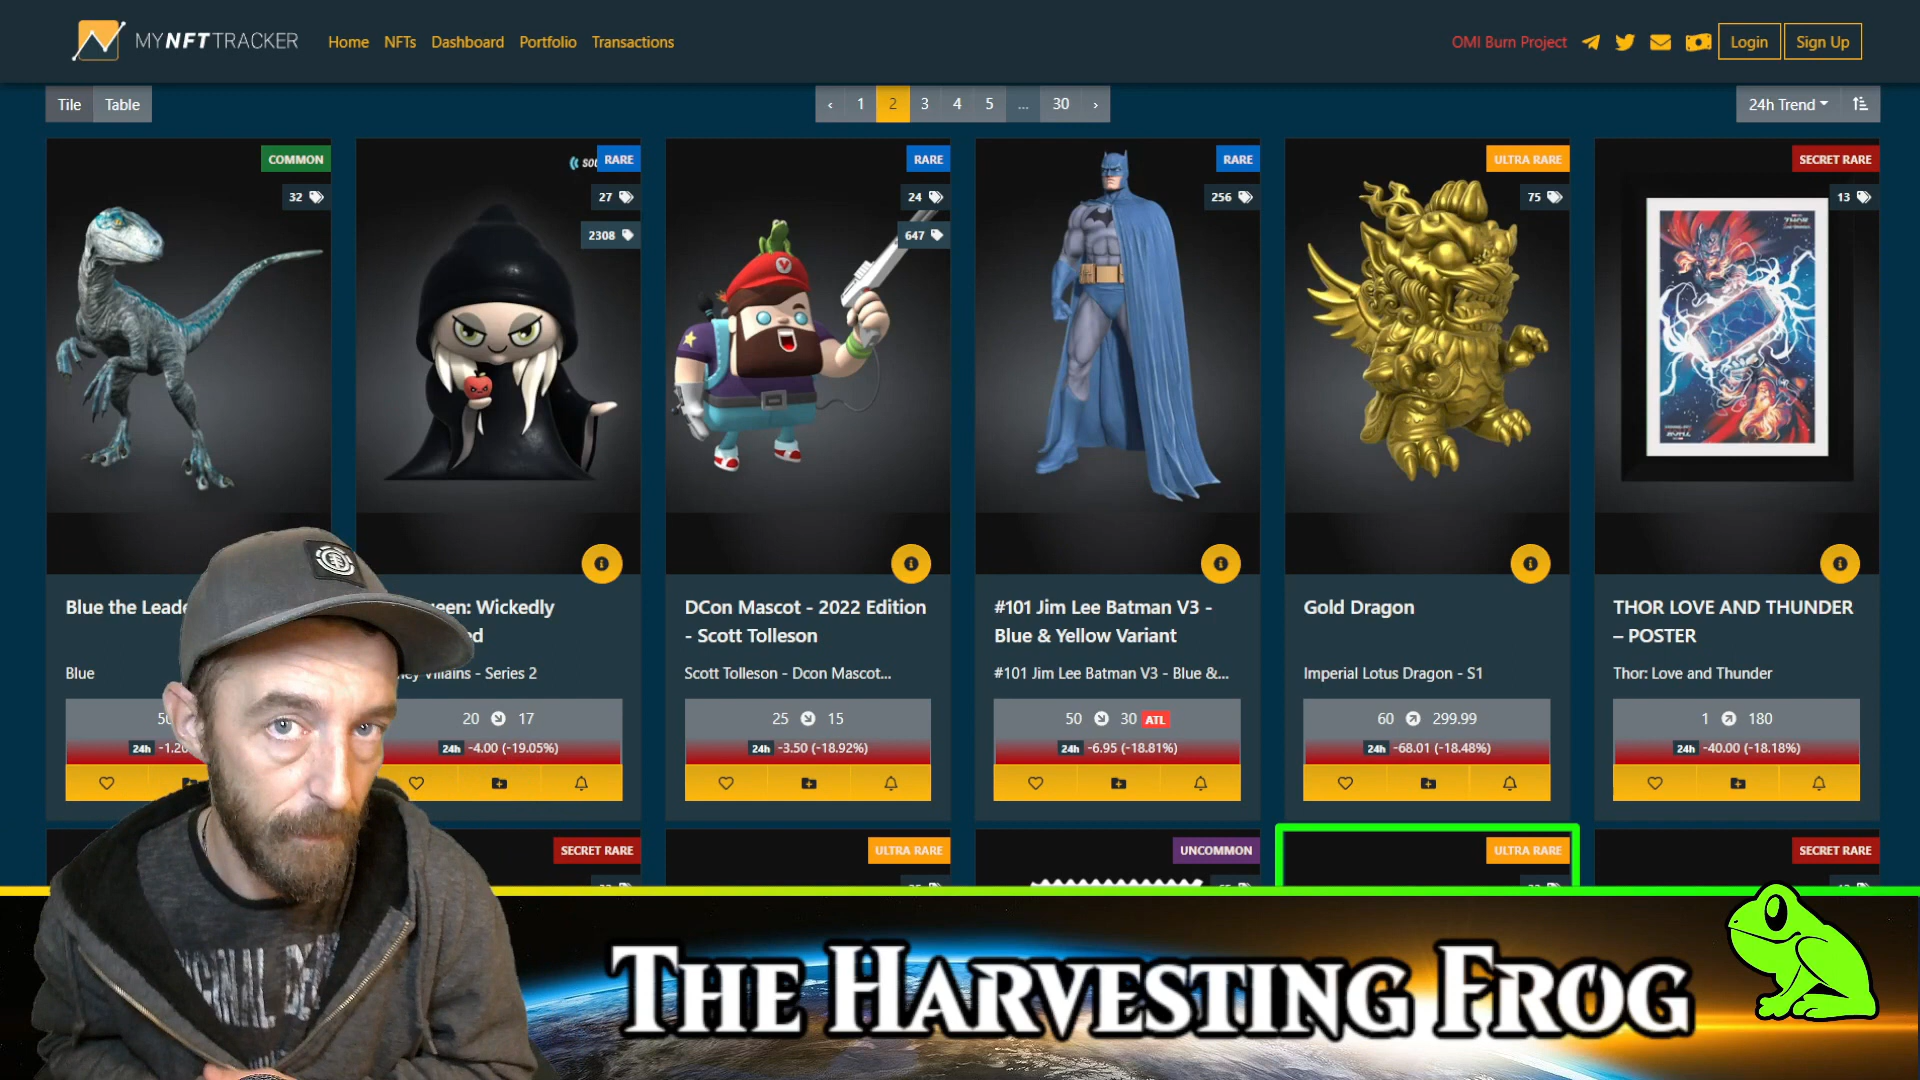 MYNFTTRACKER Home NFTs Dashboard Portfolio Transactions OMI Burn Project Login Sign Up
Tile Table ‹ 1 2 3 4 5 ... 30 › 24h Trend
COMMON RARE RARE RARE ULTRA RARE SECRET RARE
32 27 24 256 75 13
2308 647
Blue the Leade
een: Wickedly
ed
DCon Mascot - 2022 Edition
- Scott Tolleson
#101 Jim Lee Batman V3 -
Blue & Yellow Variant
Gold Dragon
THOR LOVE AND THUNDER
– POSTER
Blue
ney Villains - Series 2
Scott Tolleson - Dcon Mascot...
#101 Jim Lee Batman V3 - Blue &...
Imperial Lotus Dragon - S1
Thor: Love and Thunder
20 17
25 15
50 30 ATL
60 299.99
1 180
24h -1.20
24h -4.00 (-19.05%)
24h -3.50 (-18.92%)
24h -6.95 (-18.81%)
24h -68.01 (-18.48%)
24h -40.00 (-18.18%)
SECRET RARE ULTRA RARE UNCOMMON ULTRA RARE SECRET RARE
THE HARVESTING FROG